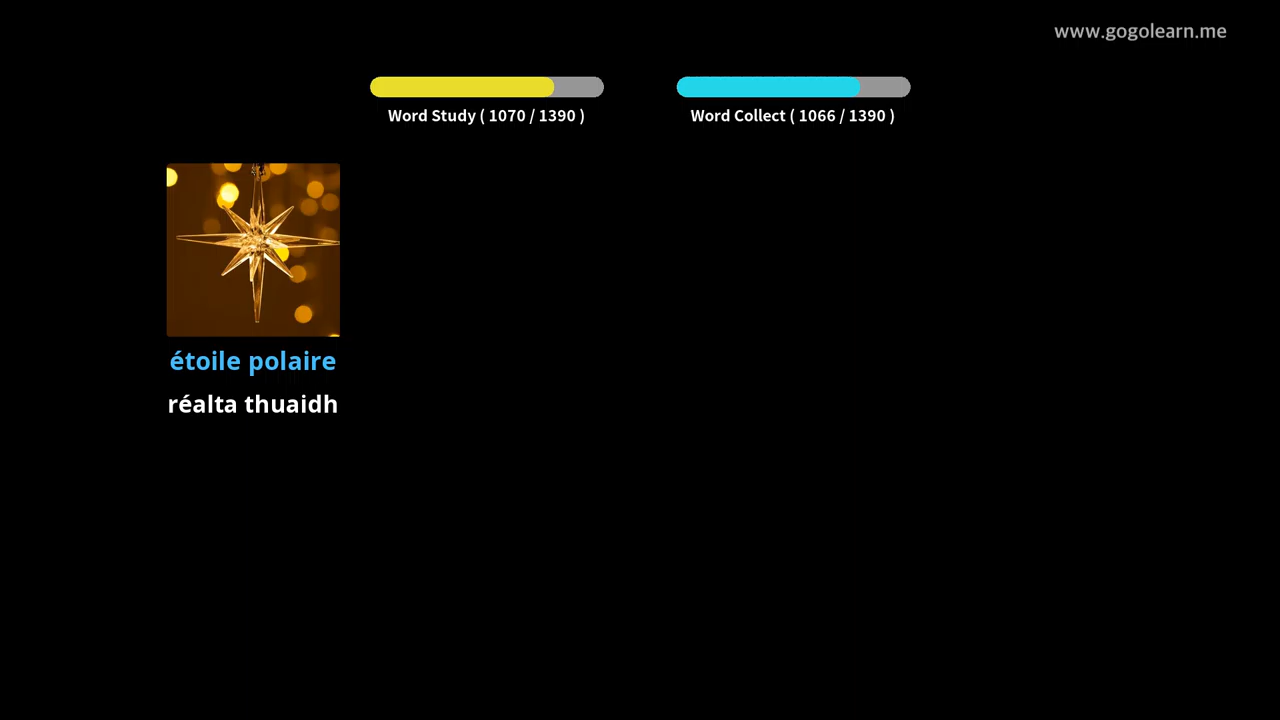 www.gogolearn.me
Word Study ( 1070 / 1390 )
Word Collect ( 1066 / 1390 )
étoile polaire
réalta thuaidh